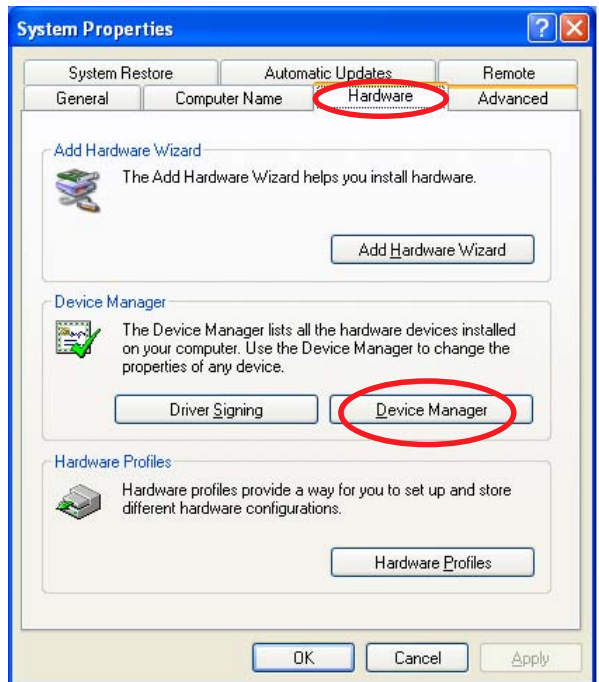 System Properties
System Restore Automatic Updates Remote
General Computer Name Hardware Advanced
Add Hardware Wizard
The Add Hardware Wizard helps you install hardware.
Add Hardware Wizard
Device Manager
The Device Manager lists all the hardware devices installed
on your computer. Use the Device Manager to change the
properties of any device.
Driver Signing Device Manager
Hardware Profiles
Hardware profiles provide a way for you to set up and store
different hardware configurations.
Hardware Profiles
OK Cancel Apply